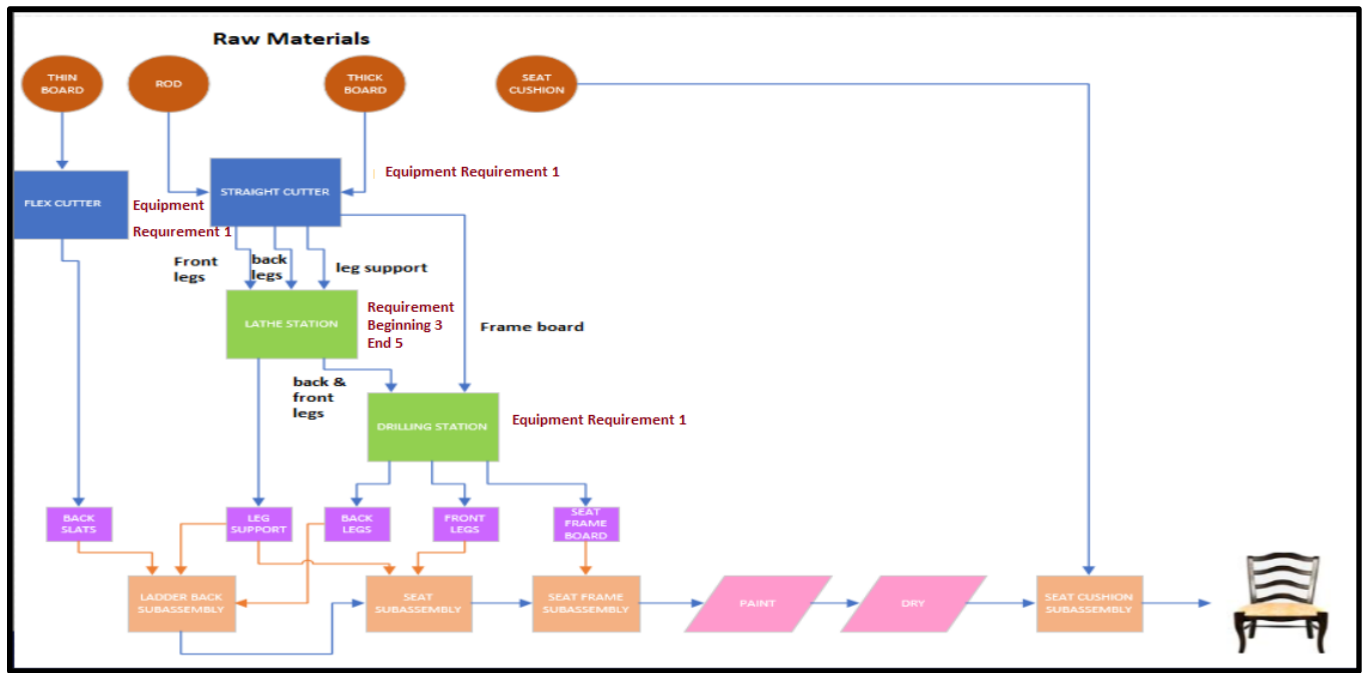 Raw Materials
THIN
BOARD
ROD
THICK
BOARD
SEAT
CUSHION
Equipment Requirement 1
STRAIGHT CUTTER
FLEX CUTTER
Equipment
Requirement 1
Front
legs
back
legs
leg support
LATHE STATION
Requirement
Beginning 3
End 5
Frame board
back &
front
legs
DRILLING STATION
Equipment Requirement 1
BACK
SLATS
LEG
SUPPORT
BACK
LEGS
FRONT
LEGS
SEAT
FRAME
BOARD
LADDER BACK
SUBASSEMBLY
SEAT
SUBASSEMBLY
SEAT FRAME
SUBASSEMBLY
PAINT
DRY
SEAT CUSHION
SUBASSEMBLY